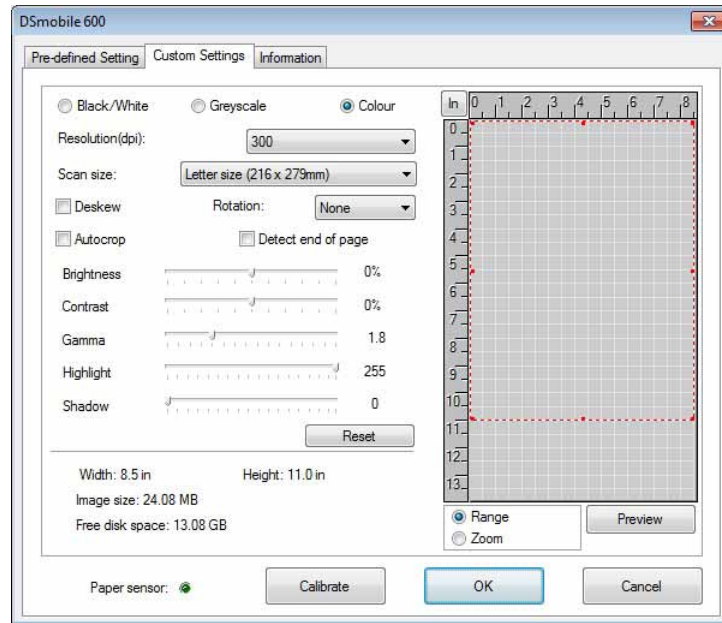 DSmobile 600
Pre-defined Setting Custom Settings Information
Black/White Greyscale Colour
Resolution(dpi): 300
Scan size: Letter size (216 x 279mm)
Deskew Rotation: None
Autocrop Detect end of page
Brightness 0%
Contrast 0%
Gamma 1.8
Highlight 255
Shadow 0
Reset
Width: 8.5 in Height: 11.0 in
Image size: 24.08 MB
Free disk space: 13.08 GB
In 0 1 2 3 4 5 6 7 8
0
1
2
3
4
5
6
7
8
9
10
11
12
13
Range Preview
Zoom
Paper sensor: Calibrate OK Cancel